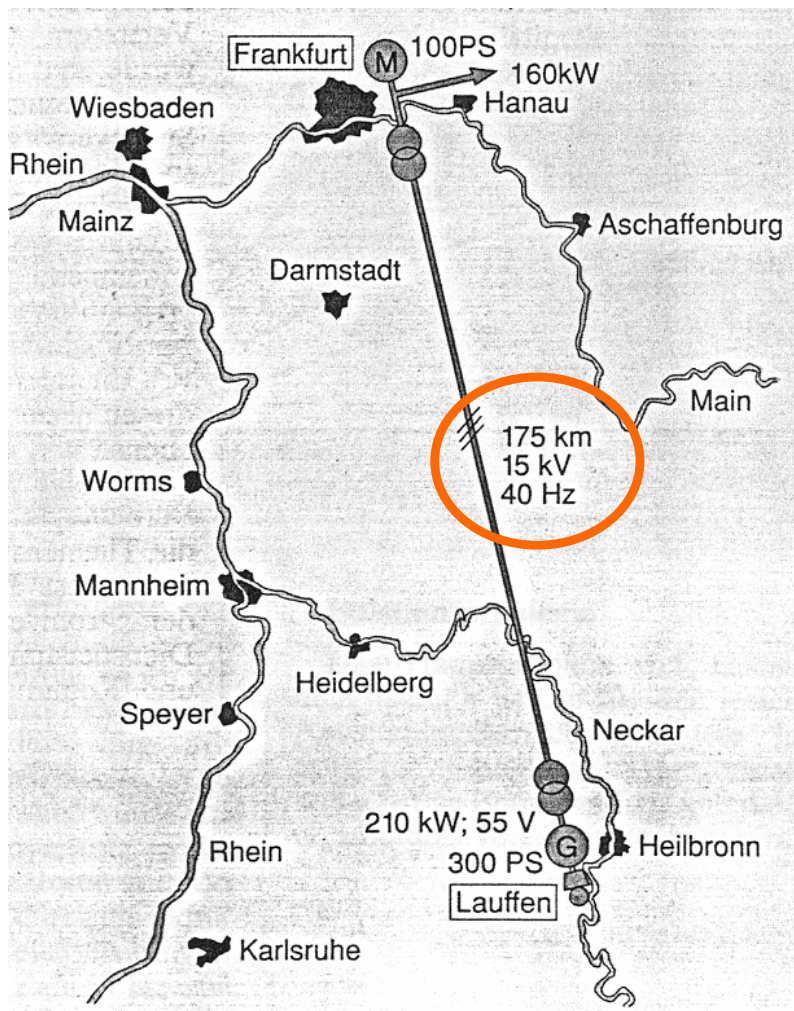 Frankfurt
M
100PS
160kW
Hanau
Wiesbaden
Rhein
Mainz
Aschaffenburg
Darmstadt
Main
175 km
15 kV
40 Hz
Worms
Mannheim
Heidelberg
Speyer
Neckar
210 kW; 55 V
G
Heilbronn
300 PS
Rhein
Lauffen
Karlsruhe